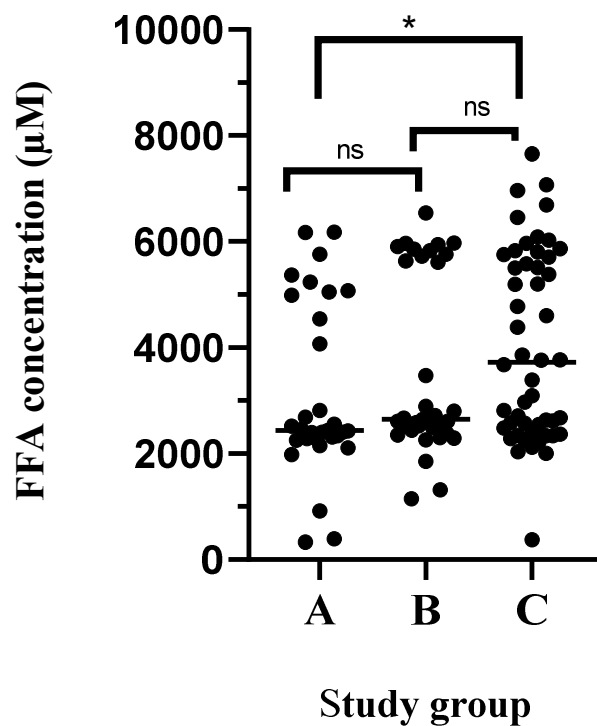 FFA concentration (µM)
10000
8000
6000
4000
2000
0
*
ns
ns
A B C
Study group